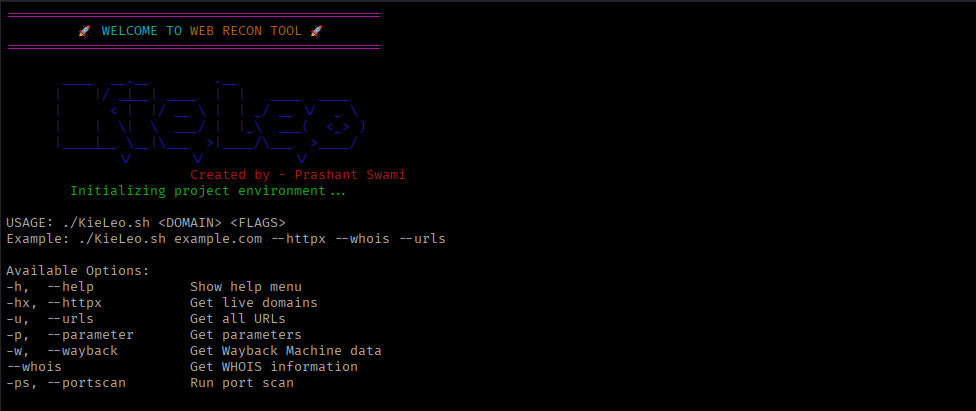 🚀 WELCOME TO WEB RECON TOOL 🚀
KieLeo
Created by - Prashant Swami
Initializing project environment...
USAGE: ./KieLeo.sh <DOMAIN> <FLAGS>
Example: ./KieLeo.sh example.com --httpx --whois --urls
Available Options:
-h, --help Show help menu
-hx, --httpx Get live domains
-u, --urls Get all URLs
-p, --parameter Get parameters
-w, --wayback Get Wayback Machine data
--whois Get WHOIS information
-ps, --portscan Run port scan